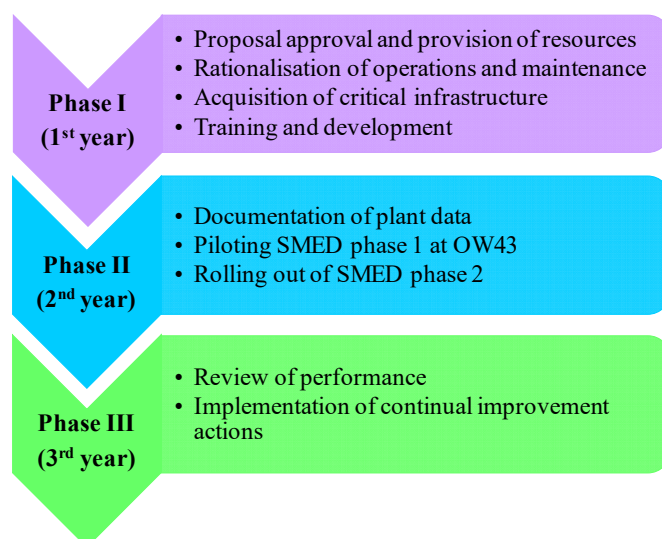 Phase I
(1st year)
• Proposal approval and provision of resources
• Rationalisation of operations and maintenance
• Acquisition of critical infrastructure
• Training and development
Phase II
(2nd year)
• Documentation of plant data
• Piloting SMED phase 1 at OW43
• Rolling out of SMED phase 2
Phase III
(3rd year)
• Review of performance
• Implementation of continual improvement
actions